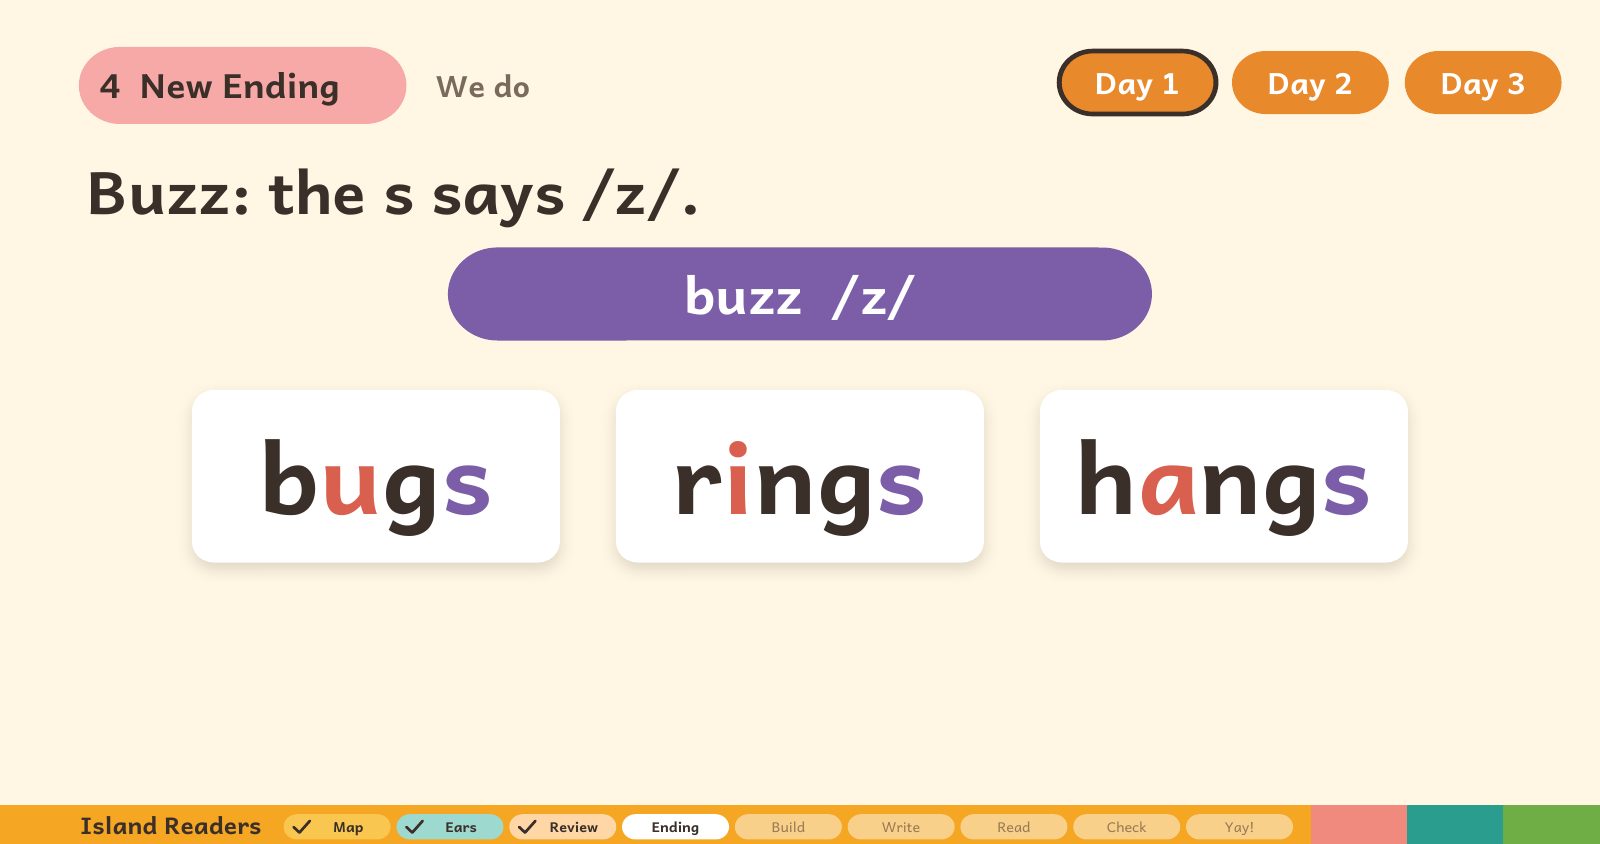 4 New Ending We do Day 1 Day 2 Day 3
Buzz: the s says /z/.
buzz /z/
bugs rings hangs
Island Readers Map Ears Review Ending Build Write Read Check Yay!